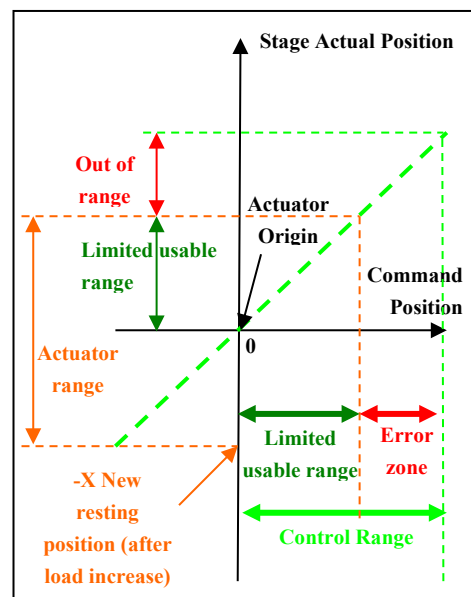 Stage Actual Position
Out of
range
Actuator
Origin
Limited usable
range
Command
Position
0
Actuator
range
Limited
usable range
Error
zone
-X New
resting
position (after
load increase)
Control Range